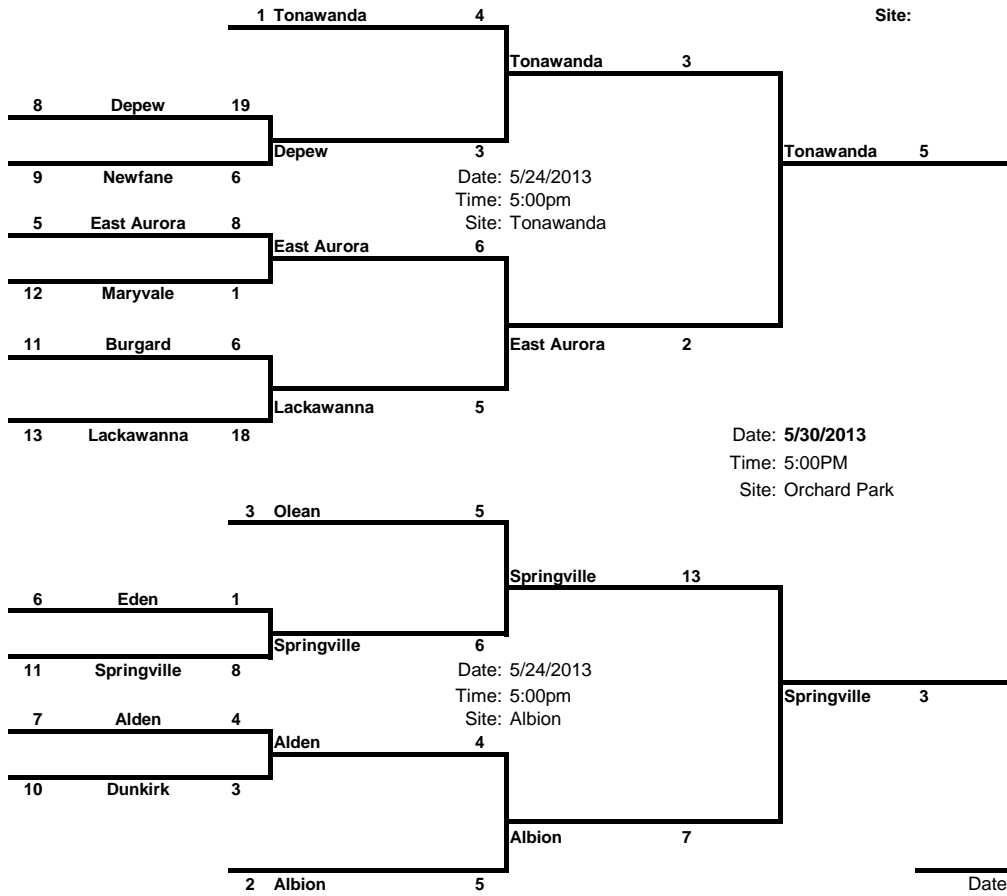 1 Tonawanda 4 Site:
Tonawanda 3
8 Depew 19
Depew 3 Tonawanda 5
9 Newfane 6 Date: 5/24/2013
Time: 5:00pm
5 East Aurora 8 Site: Tonawanda
East Aurora 6
12 Maryvale 1
11 Burgard 6 East Aurora 2
Lackawanna 5
13 Lackawanna 18 Date: 5/30/2013
Time: 5:00PM
Site: Orchard Park
3 Olean 5
Springville 13
6 Eden 1
Springville 6
11 Springville 8 Date: 5/24/2013
Time: 5:00pm Springville 3
7 Alden 4 Site: Albion
Alden 4
10 Dunkirk 3
Albion 7
2 Albion 5 Date